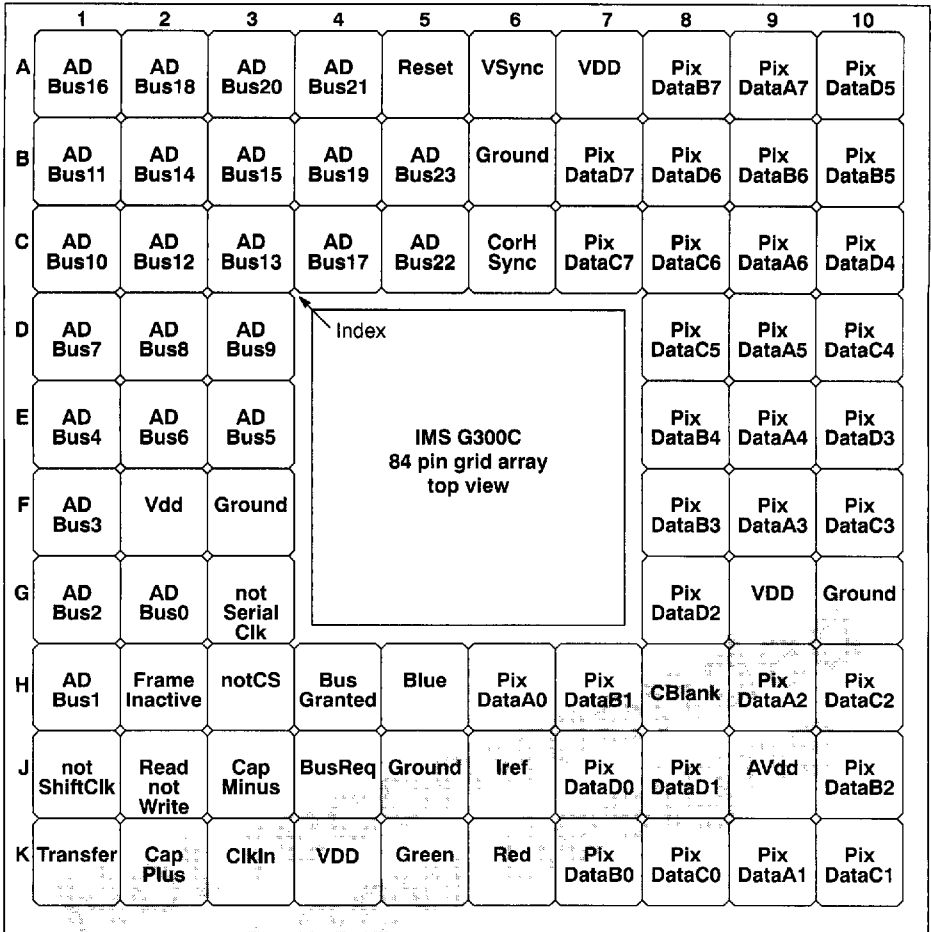 1 2 3 4 5 6 7 8 9 10
A AD AD AD AD Reset VSync VDD Pix Pix Pix
Bus16 Bus18 Bus20 Bus21 DataB7 DataA7 DataD5
B AD AD AD AD AD Ground Pix Pix Pix Pix
Bus11 Bus14 Bus15 Bus19 Bus23 DataD7 DataD6 DataB6 DataB5
C AD AD AD AD AD CorH Pix Pix Pix Pix
Bus10 Bus12 Bus13 Bus17 Bus22 Sync DataC7 DataC6 DataA6 DataD4
D AD AD AD Index Pix Pix Pix
Bus7 Bus8 Bus9 DataC5 DataA5 DataC4
E AD AD AD Pix Pix Pix
Bus4 Bus6 Bus5 DataB4 DataA4 DataD3
IMS G300C
84 pin grid array
top view
F AD Vdd Ground Pix Pix Pix
Bus3 DataB3 DataA3 DataC3
G AD AD not Pix VDD Ground
Bus2 Bus0 Serial DataD2
Clk
H AD Frame notCS Bus Blue Pix Pix CBlank Pix Pix
Bus1 Inactive Granted DataA0 DataB1 DataA2 DataC2
J not Read Cap BusReq Ground Iref Pix Pix AVdd Pix
ShiftClk not Minus DataD0 DataD1 DataB2
Write
K Transfer Cap ClkIn VDD Green Red Pix Pix Pix Pix
Plus DataB0 DataC0 DataA1 DataC1